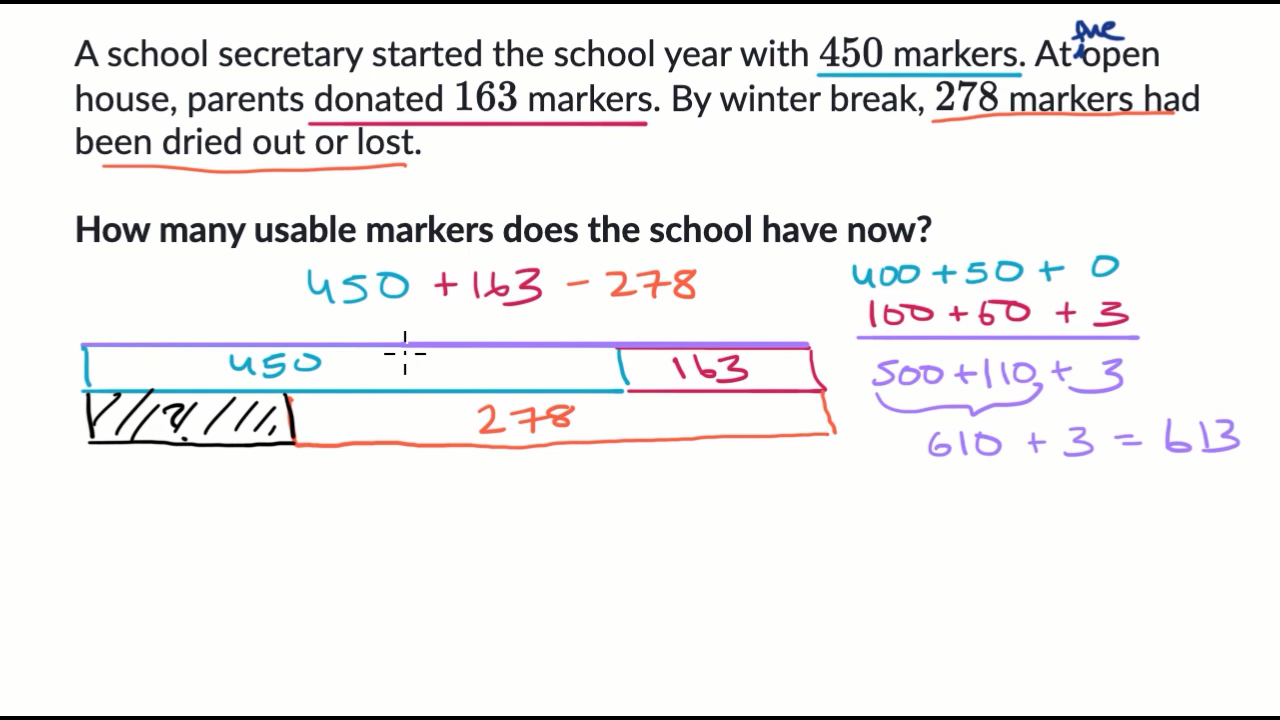 A school secretary started the school year with 450 markers. At the open
house, parents donated 163 markers. By winter break, 278 markers had
been dried out or lost.
How many usable markers does the school have now?
450 + 163 - 278
450 163
? 278
400 + 50 + 0
100 + 60 + 3
500 + 110 + 3
610 + 3 = 613